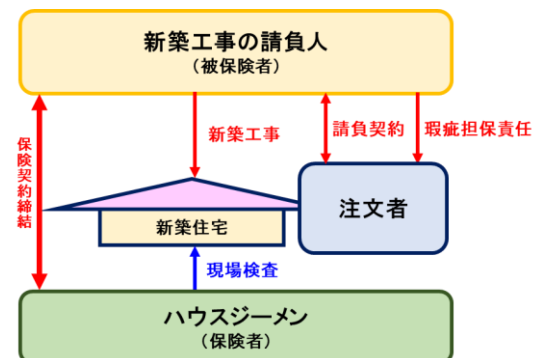 新築工事の請負人
（被保険者）
保険契約締結
新築工事
請負契約
瑕疵担保責任
新築住宅
注文者
現場検査
ハウスジーメン
（保険者）